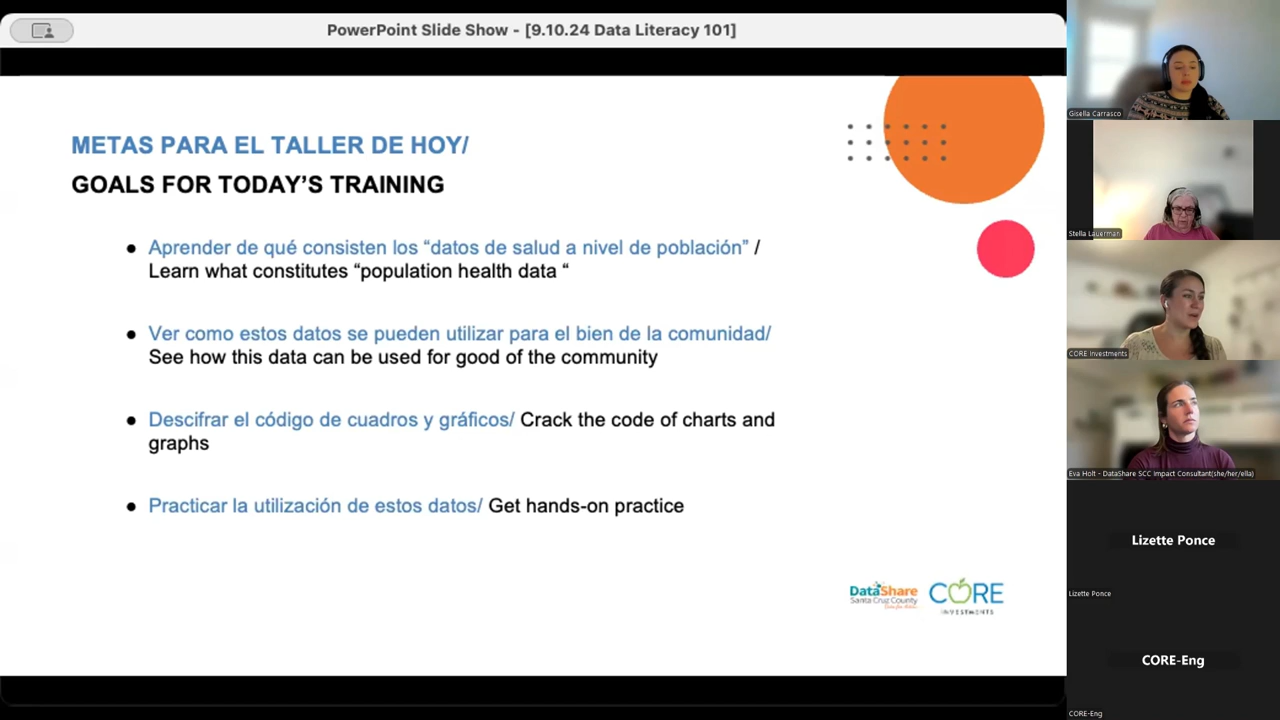 PowerPoint Slide Show - [9.10.24 Data Literacy 101]
METAS PARA EL TALLER DE HOY/
GOALS FOR TODAY'S TRAINING
● Aprender de qué consisten los “datos de salud a nivel de población” /
Learn what constitutes “population health data “
● Ver como estos datos se pueden utilizar para el bien de la comunidad/
See how this data can be used for good of the community
● Descifrar el código de cuadros y gráficos/ Crack the code of charts and
graphs
● Practicar la utilización de estos datos/ Get hands-on practice
DataShare
Santa Cruz County
CORE
INVESTMENTS
Gisella Carrasco
Stella Lauerman
CORE Investments
Eva Holt - DataShare SCC Impact Consultant(she/her/ella)
Lizette Ponce
Lizette Ponce
CORE-Eng
CORE-Eng